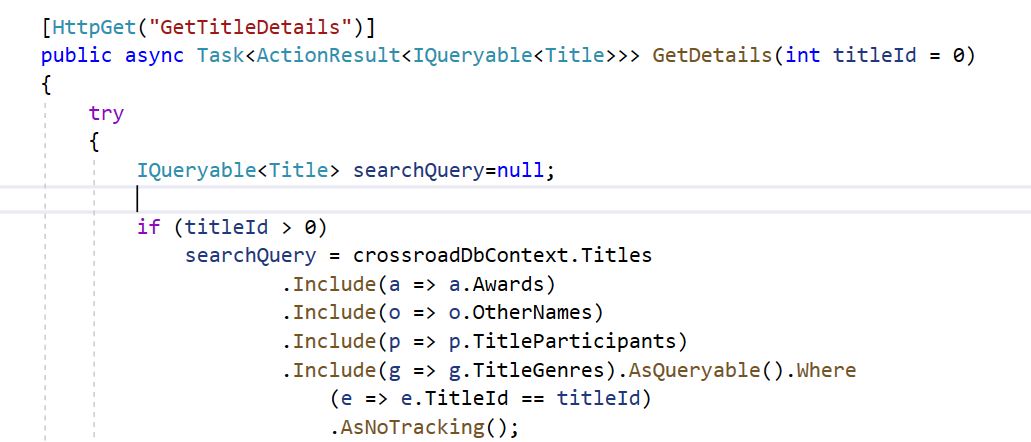 [HttpGet("GetTitleDetails")]
public async Task<ActionResult<IQueryable<Title>>> GetDetails(int titleId = 0)
{
try
{
IQueryable<Title> searchQuery=null;
if (titleId > 0)
searchQuery = crossroadDbContext.Titles
.Include(a => a.Awards)
.Include(o => o.OtherNames)
.Include(p => p.TitleParticipants)
.Include(g => g.TitleGenres).AsQueryable().Where
(e => e.TitleId == titleId)
.AsNoTracking();